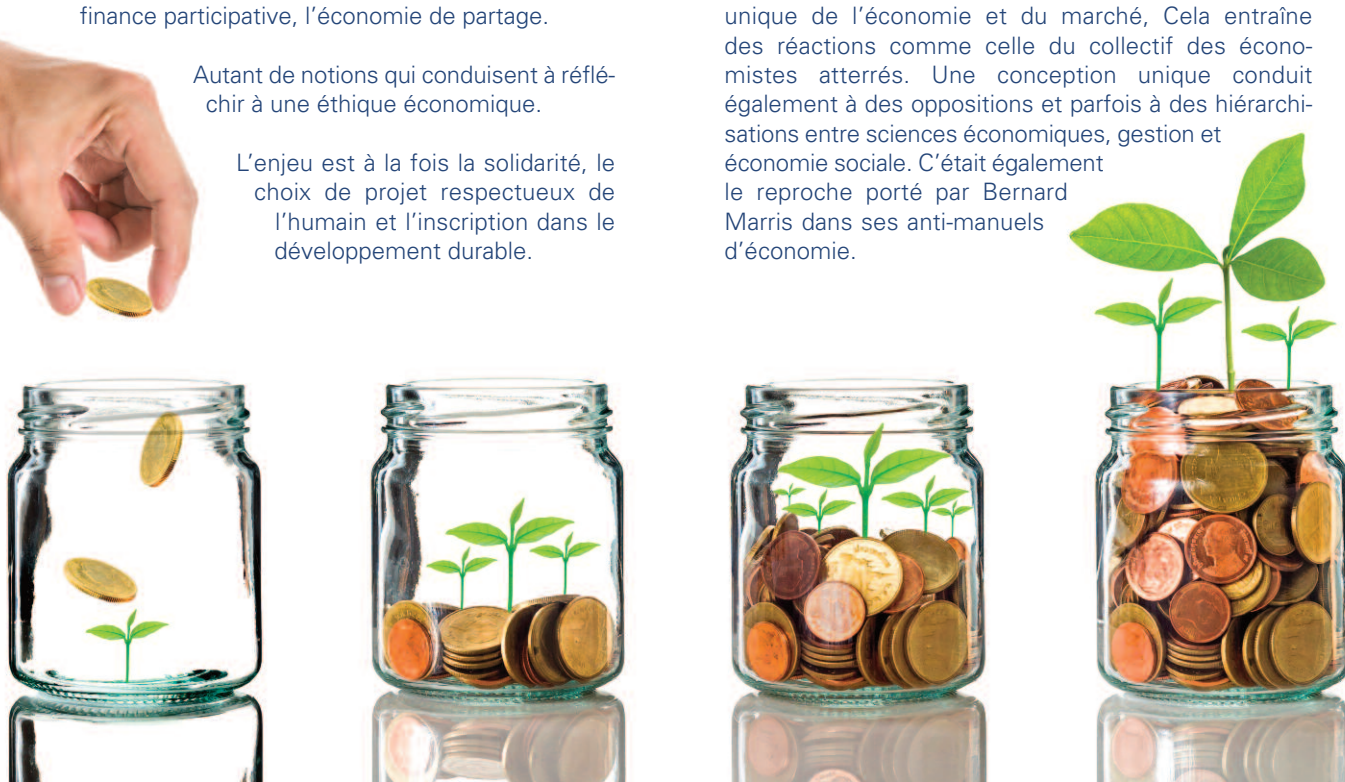 finance participative, l'économie de partage.
Autant de notions qui conduisent à réflé-
chir à une éthique économique.
L'enjeu est à la fois la solidarité, le
choix de projet respectueux de
l'humain et l'inscription dans le
développement durable.
unique de l'économie et du marché, Cela entraîne
des réactions comme celle du collectif des écono-
mistes atterrés. Une conception unique conduit
également à des oppositions et parfois à des hiérarchi-
sations entre sciences économiques, gestion et
économie sociale. C'était également
le reproche porté par Bernard
Marris dans ses anti-manuels
d'économie.